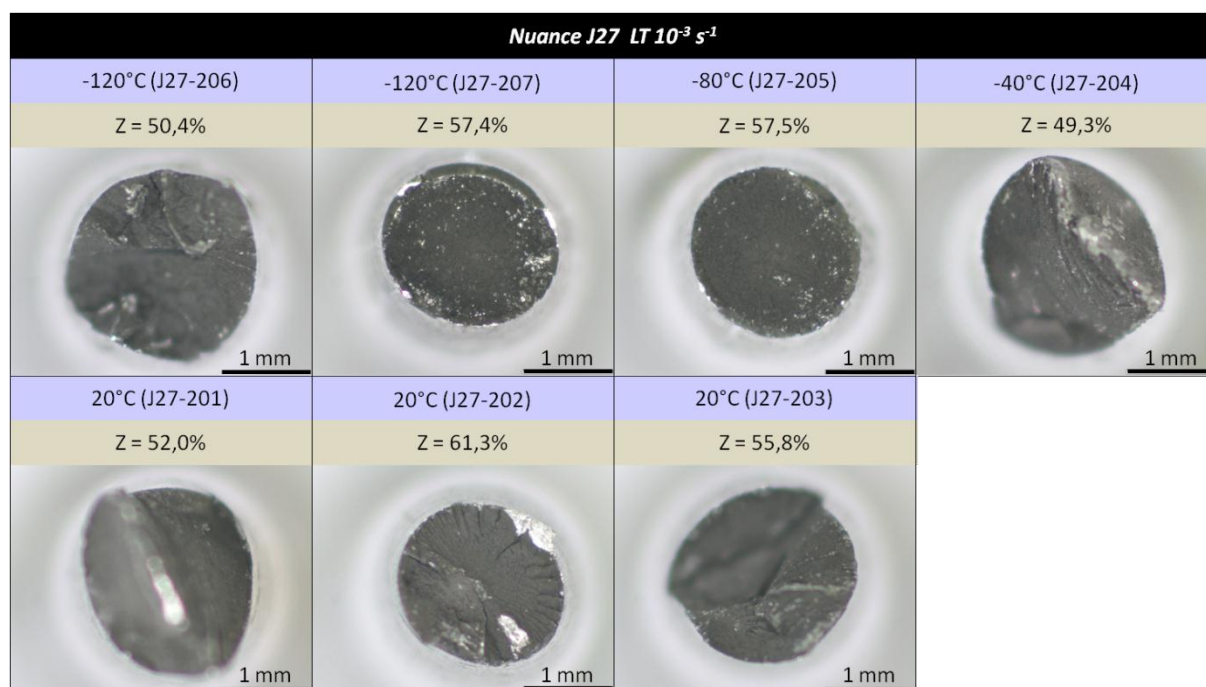 Nuance J27 LT 10⁻³ s⁻¹
-120°C (J27-206)
-120°C (J27-207)
-80°C (J27-205)
-40°C (J27-204)
Z = 50,4%
Z = 57,4%
Z = 57,5%
Z = 49,3%
1 mm
1 mm
1 mm
1 mm
20°C (J27-201)
20°C (J27-202)
20°C (J27-203)
Z = 52,0%
Z = 61,3%
Z = 55,8%
1 mm
1 mm
1 mm